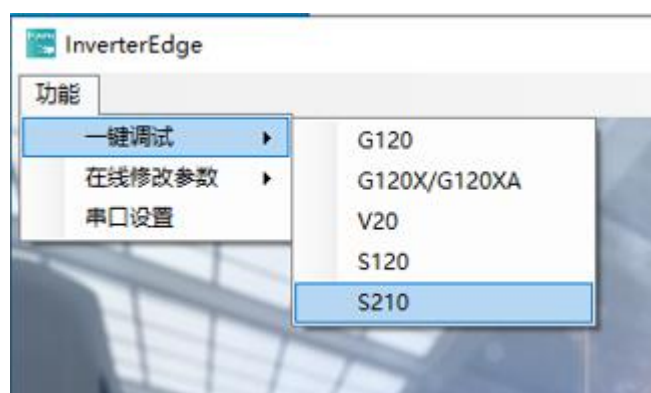 InverterEdge
功能
一键调试
在线修改参数
串口设置
G120
G120X/G120XA
V20
S120
S210